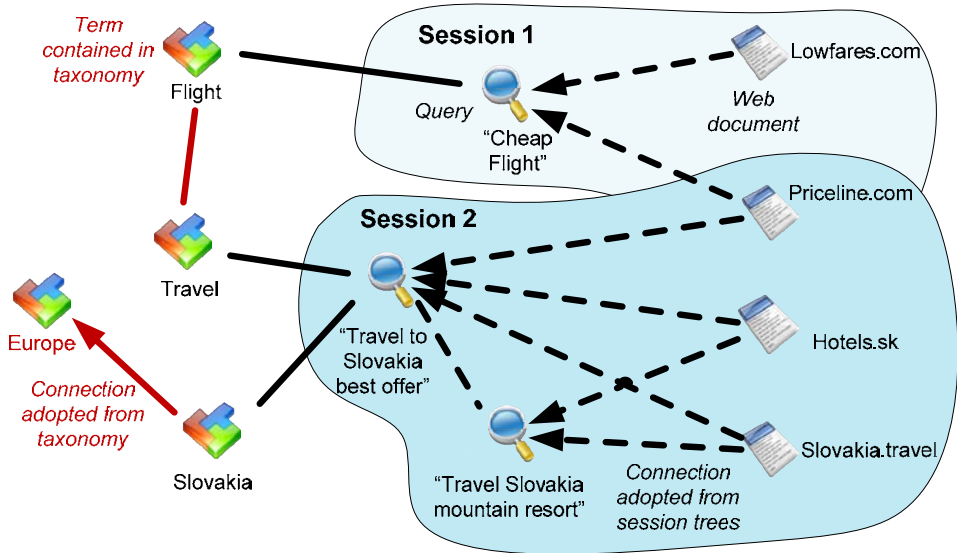 Term
contained in
taxonomy
Flight
Session 1
Lowfares.com
Query
Web
document
“Cheap
Flight”
Priceline.com
Session 2
Travel
Europe
“Travel to
Slovakia
best offer”
Hotels.sk
Connection
adopted from
taxonomy
Slovakia
“Travel Slovakia
mountain resort”
Slovakia.travel
Connection
adopted from
session trees